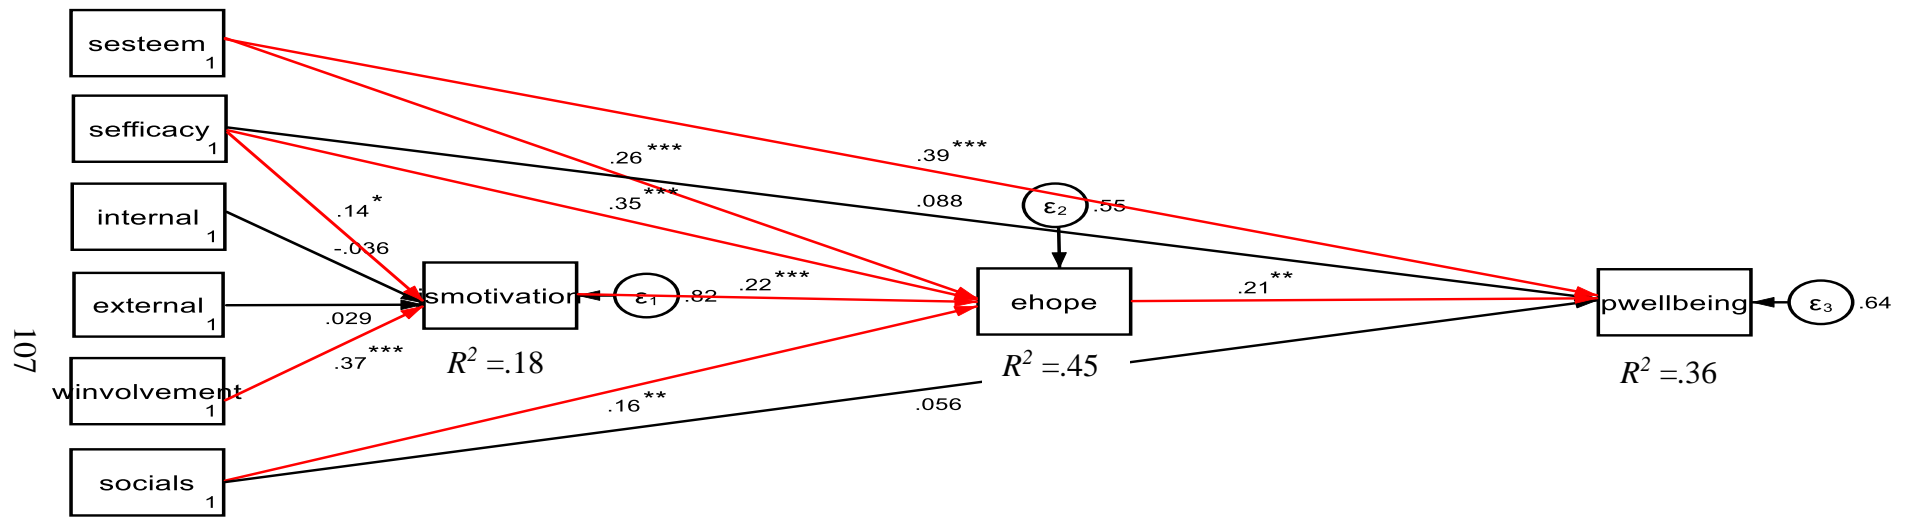 sesteem
1
sefficacy
1
internal
1
external
1
winvolvement
1
socials
1
.26***
.39***
.35***
.088
.14*
-.036
.029
.37***
.16**
.056
ismotivation
ε1
.82
R² =.18
.22***
ε2
.55
ehope
R² =.45
.21**
pwellbeing
ε3
.64
R² =.36
107